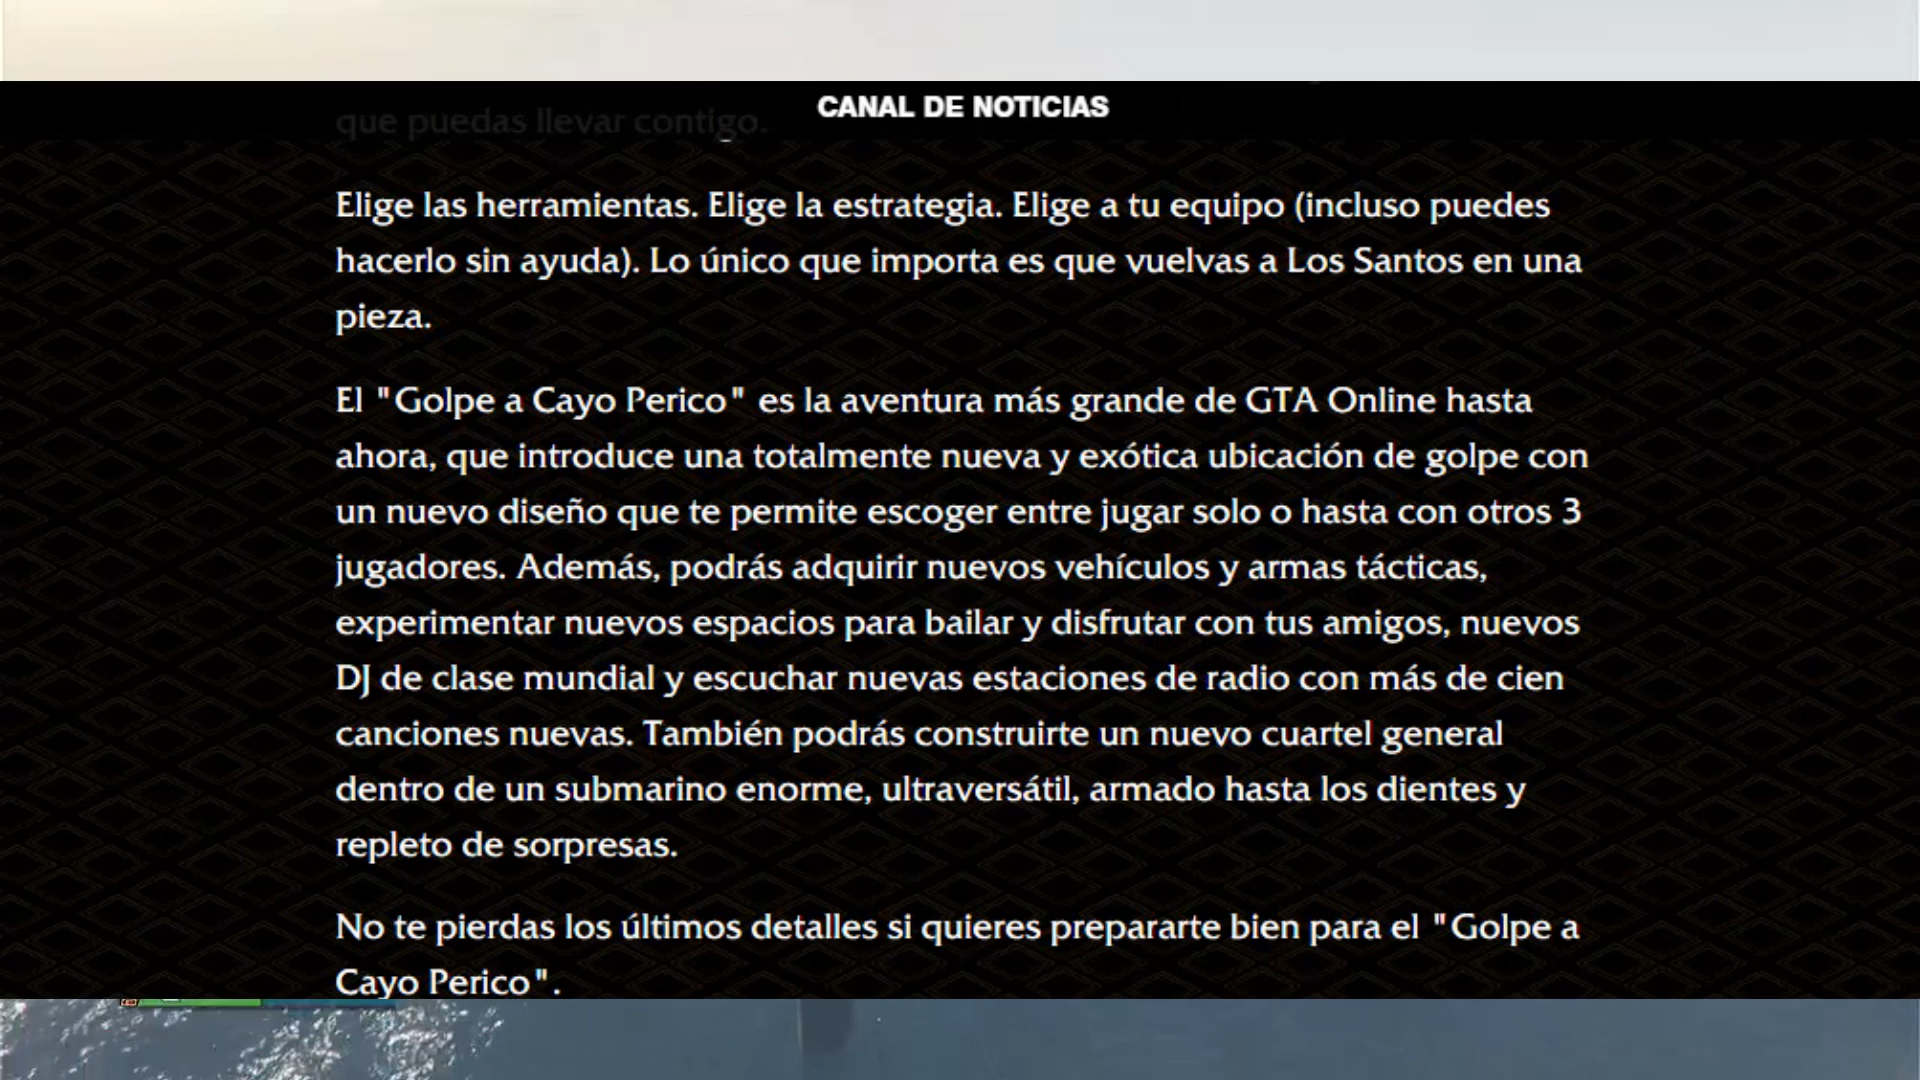 CANAL DE NOTICIAS
que puedas llevar contigo.
Elige las herramientas. Elige la estrategia. Elige a tu equipo (incluso puedes
hacerlo sin ayuda). Lo único que importa es que vuelvas a Los Santos en una
pieza.
El "Golpe a Cayo Perico" es la aventura más grande de GTA Online hasta
ahora, que introduce una totalmente nueva y exótica ubicación de golpe con
un nuevo diseño que te permite escoger entre jugar solo o hasta con otros 3
jugadores. Además, podrás adquirir nuevos vehículos y armas tácticas,
experimentar nuevos espacios para bailar y disfrutar con tus amigos, nuevos
DJ de clase mundial y escuchar nuevas estaciones de radio con más de cien
canciones nuevas. También podrás construirte un nuevo cuartel general
dentro de un submarino enorme, ultraversátil, armado hasta los dientes y
repleto de sorpresas.
No te pierdas los últimos detalles si quieres prepararte bien para el "Golpe a
Cayo Perico".